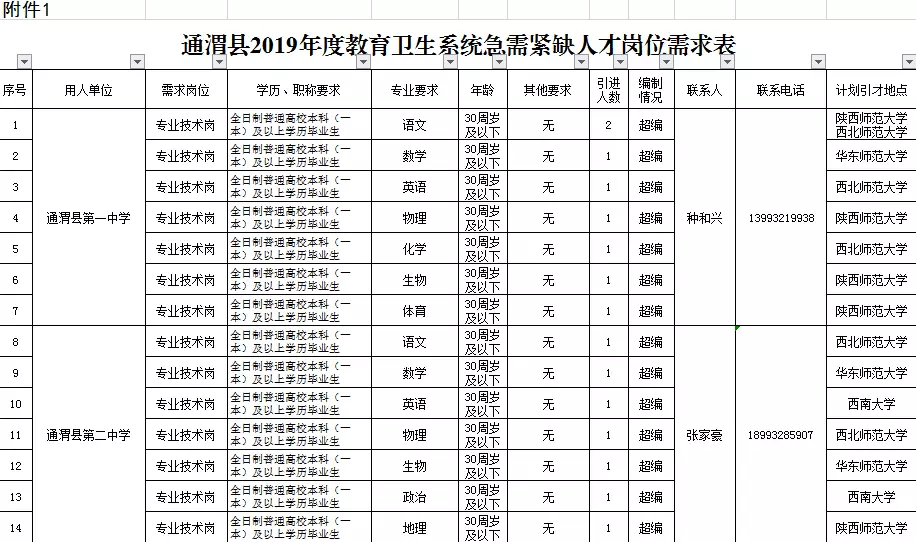 附件1
通渭县2019年度教育卫生系统急需紧缺人才岗位需求表
序号 用人单位 需求岗位 学历、职称要求 专业要求 年龄 其他要求 引进人数 编制情况 联系人 联系电话 计划引才地点
1 专业技术岗 全日制普通高校本科（一本）及以上学历毕业生 语文 30周岁及以下 无 2 超编 陕西师范大学 西北师范大学
2 专业技术岗 全日制普通高校本科（一本）及以上学历毕业生 数学 30周岁及以下 无 1 超编 华东师范大学
3 专业技术岗 全日制普通高校本科（一本）及以上学历毕业生 英语 30周岁及以下 无 1 超编 西北师范大学
4 通渭县第一中学 专业技术岗 全日制普通高校本科（一本）及以上学历毕业生 物理 30周岁及以下 无 1 超编 种和兴 13993219938 陕西师范大学
5 专业技术岗 全日制普通高校本科（一本）及以上学历毕业生 化学 30周岁及以下 无 1 超编 西北师范大学
6 专业技术岗 全日制普通高校本科（一本）及以上学历毕业生 生物 30周岁及以下 无 1 超编 陕西师范大学
7 专业技术岗 全日制普通高校本科（一本）及以上学历毕业生 体育 30周岁及以下 无 1 超编 陕西师范大学
8 专业技术岗 全日制普通高校本科（一本）及以上学历毕业生 语文 30周岁及以下 无 1 超编 西北师范大学
9 专业技术岗 全日制普通高校本科（一本）及以上学历毕业生 数学 30周岁及以下 无 1 超编 华东师范大学
10 专业技术岗 全日制普通高校本科（一本）及以上学历毕业生 英语 30周岁及以下 无 1 超编 西南大学
11 通渭县第二中学 专业技术岗 全日制普通高校本科（一本）及以上学历毕业生 物理 30周岁及以下 无 1 超编 张家豪 18993285907 西北师范大学
12 专业技术岗 全日制普通高校本科（一本）及以上学历毕业生 生物 30周岁及以下 无 1 超编 华东师范大学
13 专业技术岗 全日制普通高校本科（一本）及以上学历毕业生 政治 30周岁及以下 无 1 超编 西南大学
14 专业技术岗 全日制普通高校本科（一本）及以上学历毕业生 地理 30周岁及以下 无 1 超编 陕西师范大学